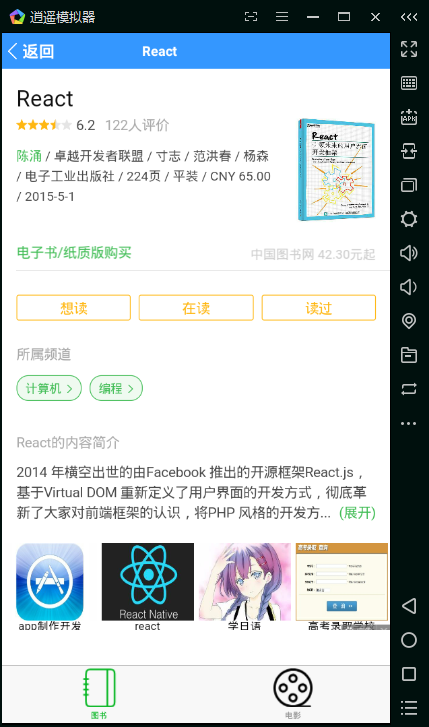 逍遥模拟器
返回
React
React
6.2 122人评价
陈涌 / 卓越开发者联盟 / 寸志 / 范洪春 / 杨森
/ 电子工业出版社 / 224页 / 平装 / CNY 65.00
/ 2015-5-1
React
电子书/纸质版购买
中国图书网 42.30元起
想读
在读
读过
所属频道
计算机
编程
React的内容简介
2014 年横空出世的由Facebook 推出的开源框架React.js，
基于Virtual DOM 重新定义了用户界面的开发方式，彻底革
新了大家对前端框架的认识，将PHP 风格的开发方... (展开)
React Native
app制作开发
react
学日语
高考录取学校
图书
电影
APK